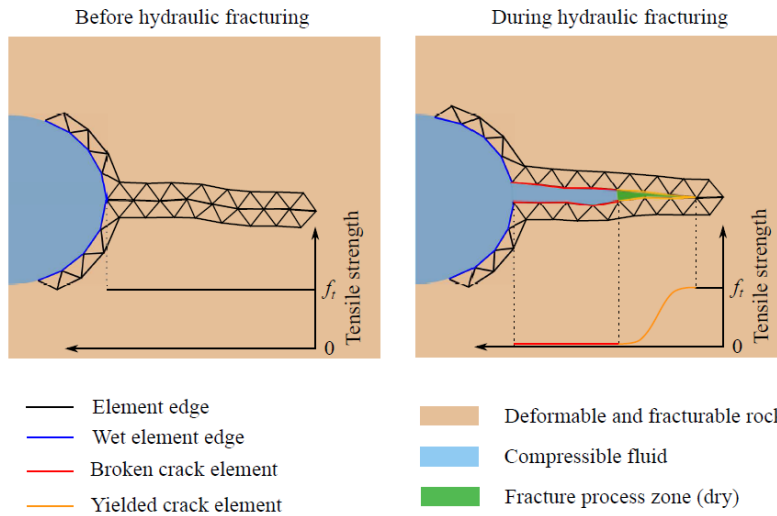 Before hydraulic fracturing
During hydraulic fracturing
Tensile strength
f_t
0
Tensile strength
f_t
0
Element edge
Wet element edge
Broken crack element
Yielded crack element
Deformable and fracturable rock
Compressible fluid
Fracture process zone (dry)